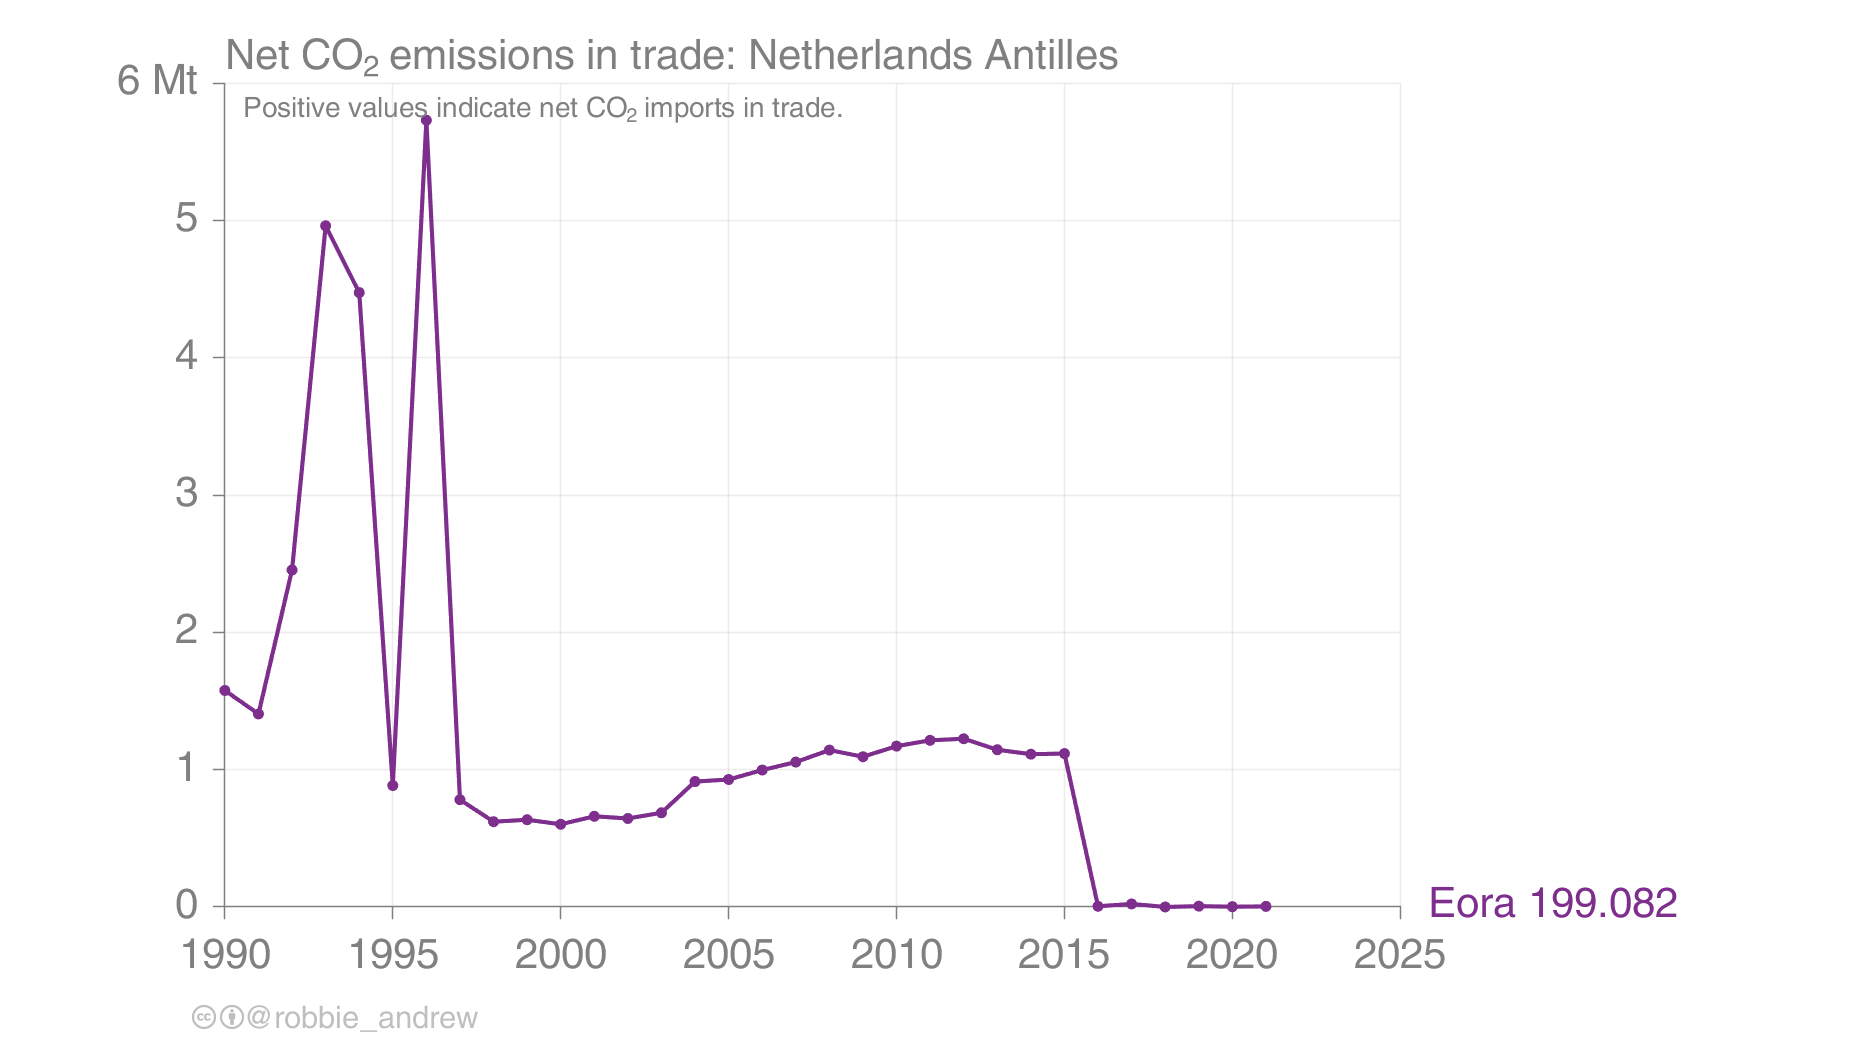 Net CO₂ emissions in trade: Netherlands Antilles
6 Mt
Positive values indicate net CO₂ imports in trade.
5
4
3
2
1
0
Eora 199.082
1990 1995 2000 2005 2010 2015 2020 2025
@robbie_andrew